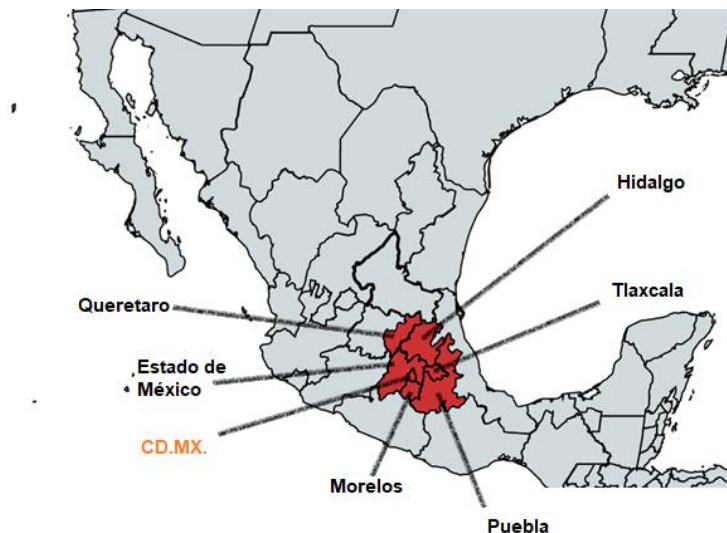 Hidalgo
Tlaxcala
Queretaro
Estado de
México
CD.MX.
Morelos
Puebla